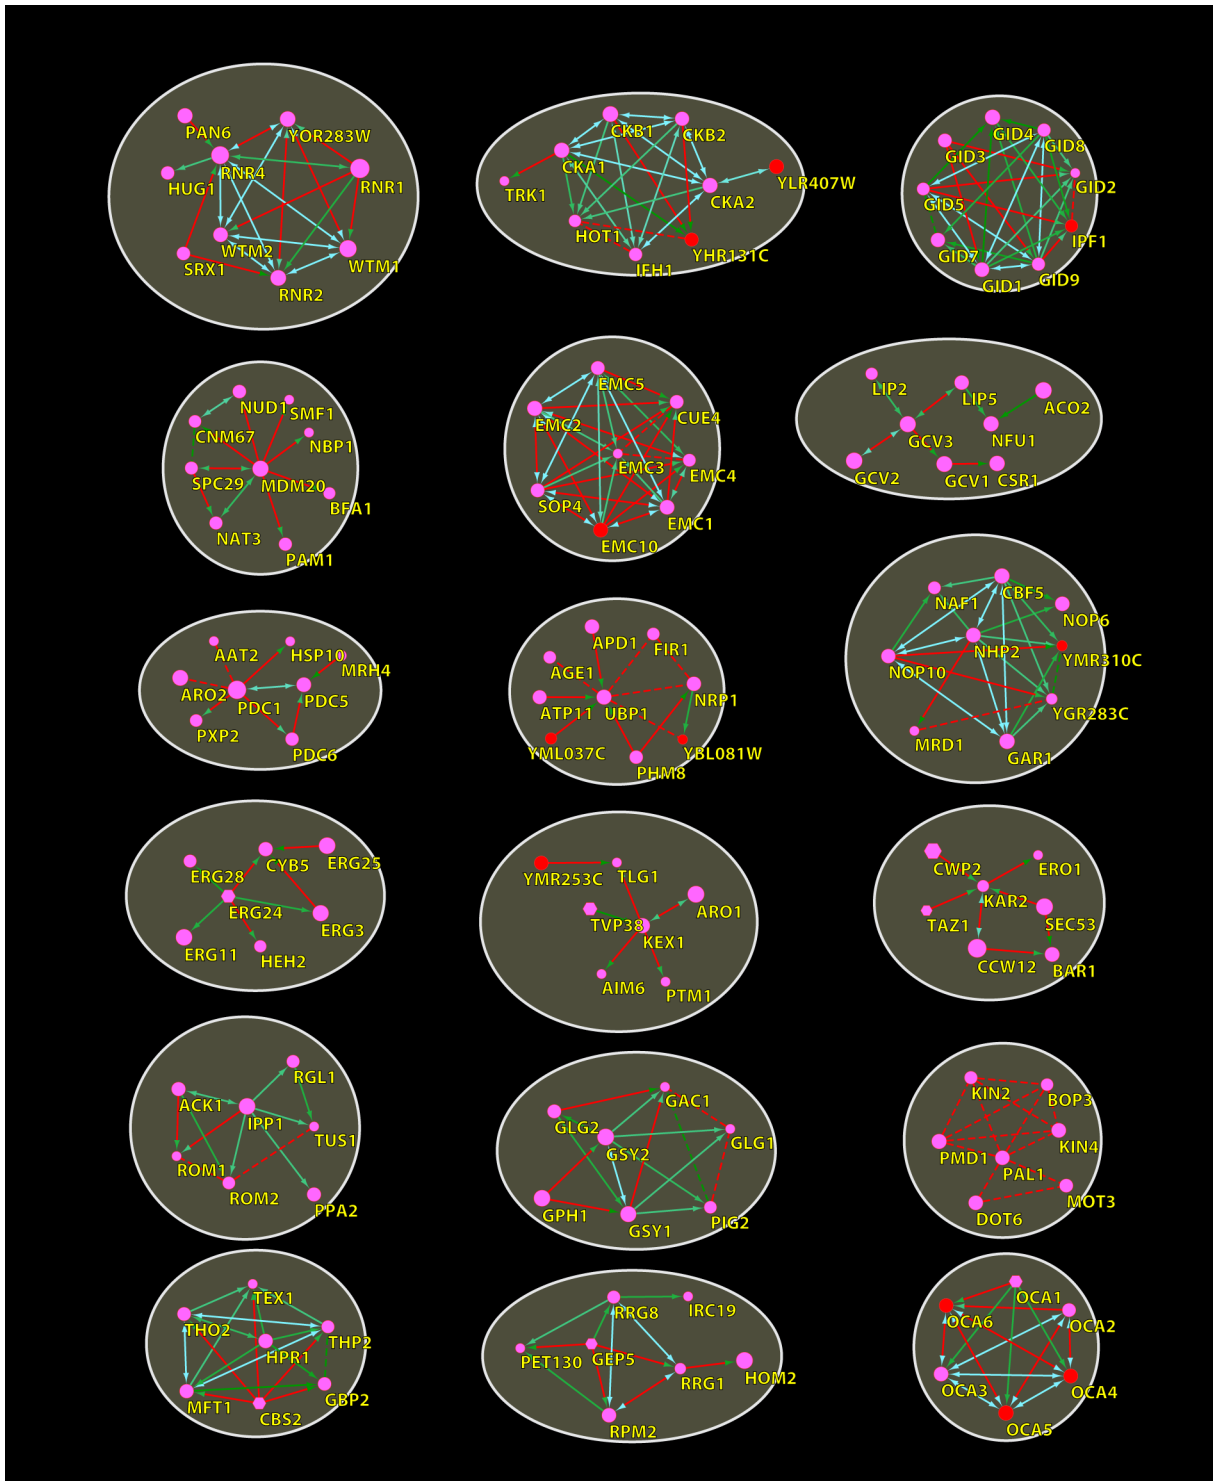 PAN6
YOR283W
RNR4
HUG1
RNR1
WTM2
SRX1
WTM1
RNR2
CKB1
CKB2
CKA1
TRK1
YLR407W
CKA2
HOT1
YHR131C
IFH1
GID4
GID8
GID3
GID2
GID5
IPF1
GID7
GID9
GID1
NUD1
SMF1
CNM67
NBP1
SPC29
MDM20
BFA1
NAT3
PAM1
EMC5
CUE4
EMC2
EMC3
EMC4
SOP4
EMC1
EMC10
LIP2
LIP5
ACO2
GCV3
NFU1
GCV2
GCV1
CSR1
AAT2
HSP10
MRH4
ARO2
PDC1
PDC5
PXP2
PDC6
APD1
FIR1
AGE1
NRP1
ATP11
UBP1
YML037C
YBL081W
PHM8
NAF1
CBF5
NOP6
NHP2
YMR310C
NOP10
YGR283C
MRD1
GAR1
CYB5
ERG25
ERG28
ERG24
ERG3
ERG11
HEH2
YMR253C
TLG1
ARO1
TVP38
KEX1
AIM6
PTM1
CWP2
ERO1
KAR2
TAZ1
SEC53
CCW12
BAR1
RGL1
ACK1
IPP1
TUS1
ROM1
ROM2
PPA2
GAC1
GLG2
GLG1
GSY2
GPH1
GSY1
PIG2
KIN2
BOP3
KIN4
PMD1
PAL1
MOT3
DOT6
TEX1
THO2
THP2
HPR1
MFT1
CBS2
GBP2
RRG8
IRC19
PET130
GEP5
RRG1
HOM2
RPM2
OCA1
OCA6
OCA2
OCA3
OCA4
OCA5